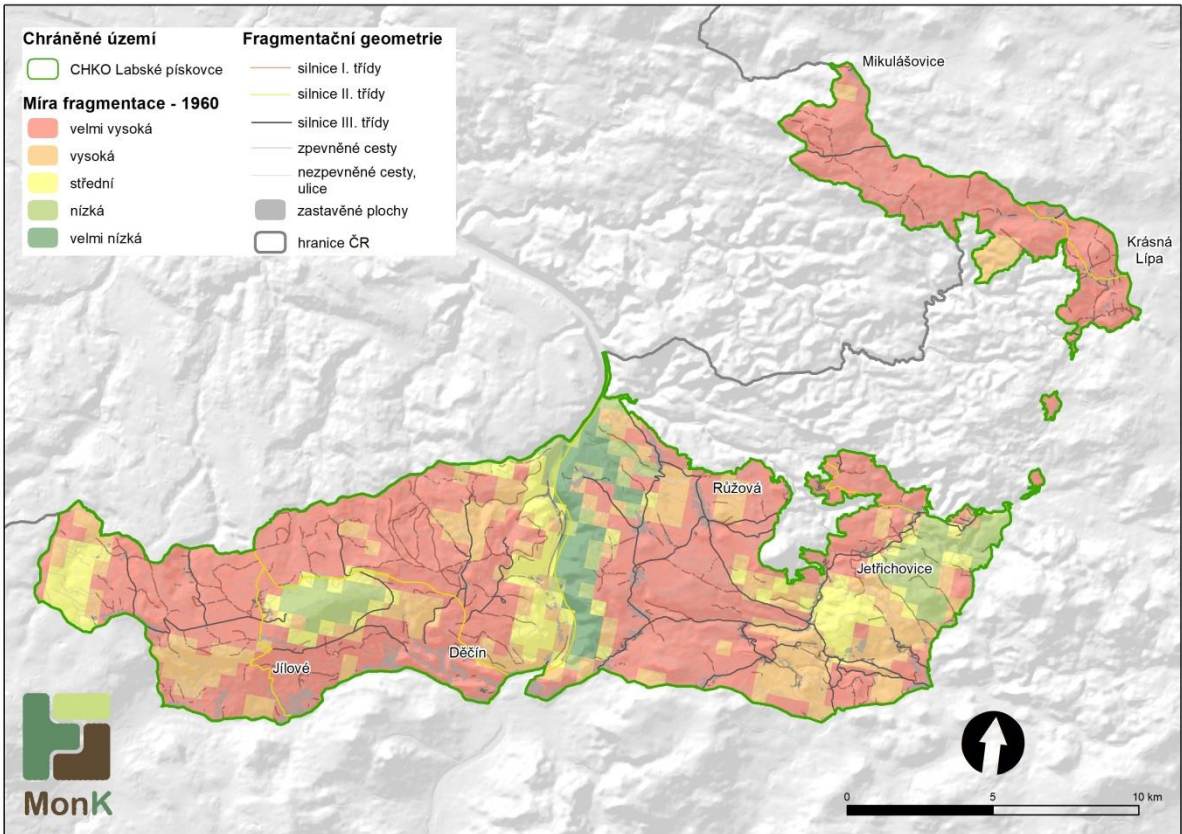 Chráněné území
CHKO Labské pískovce
Míra fragmentace - 1960
velmi vysoká
vysoká
střední
nízká
velmi nízká
Fragmentační geometrie
silnice I. třídy
silnice II. třídy
silnice III. třídy
zpevněné cesty
nezpevněné cesty,
ulice
zastavěné plochy
hranice ČR
Mikulášovice
Krásná
Lípa
Růžová
Jetřichovice
Děčín
Jílové
MonK
0 5 10 km